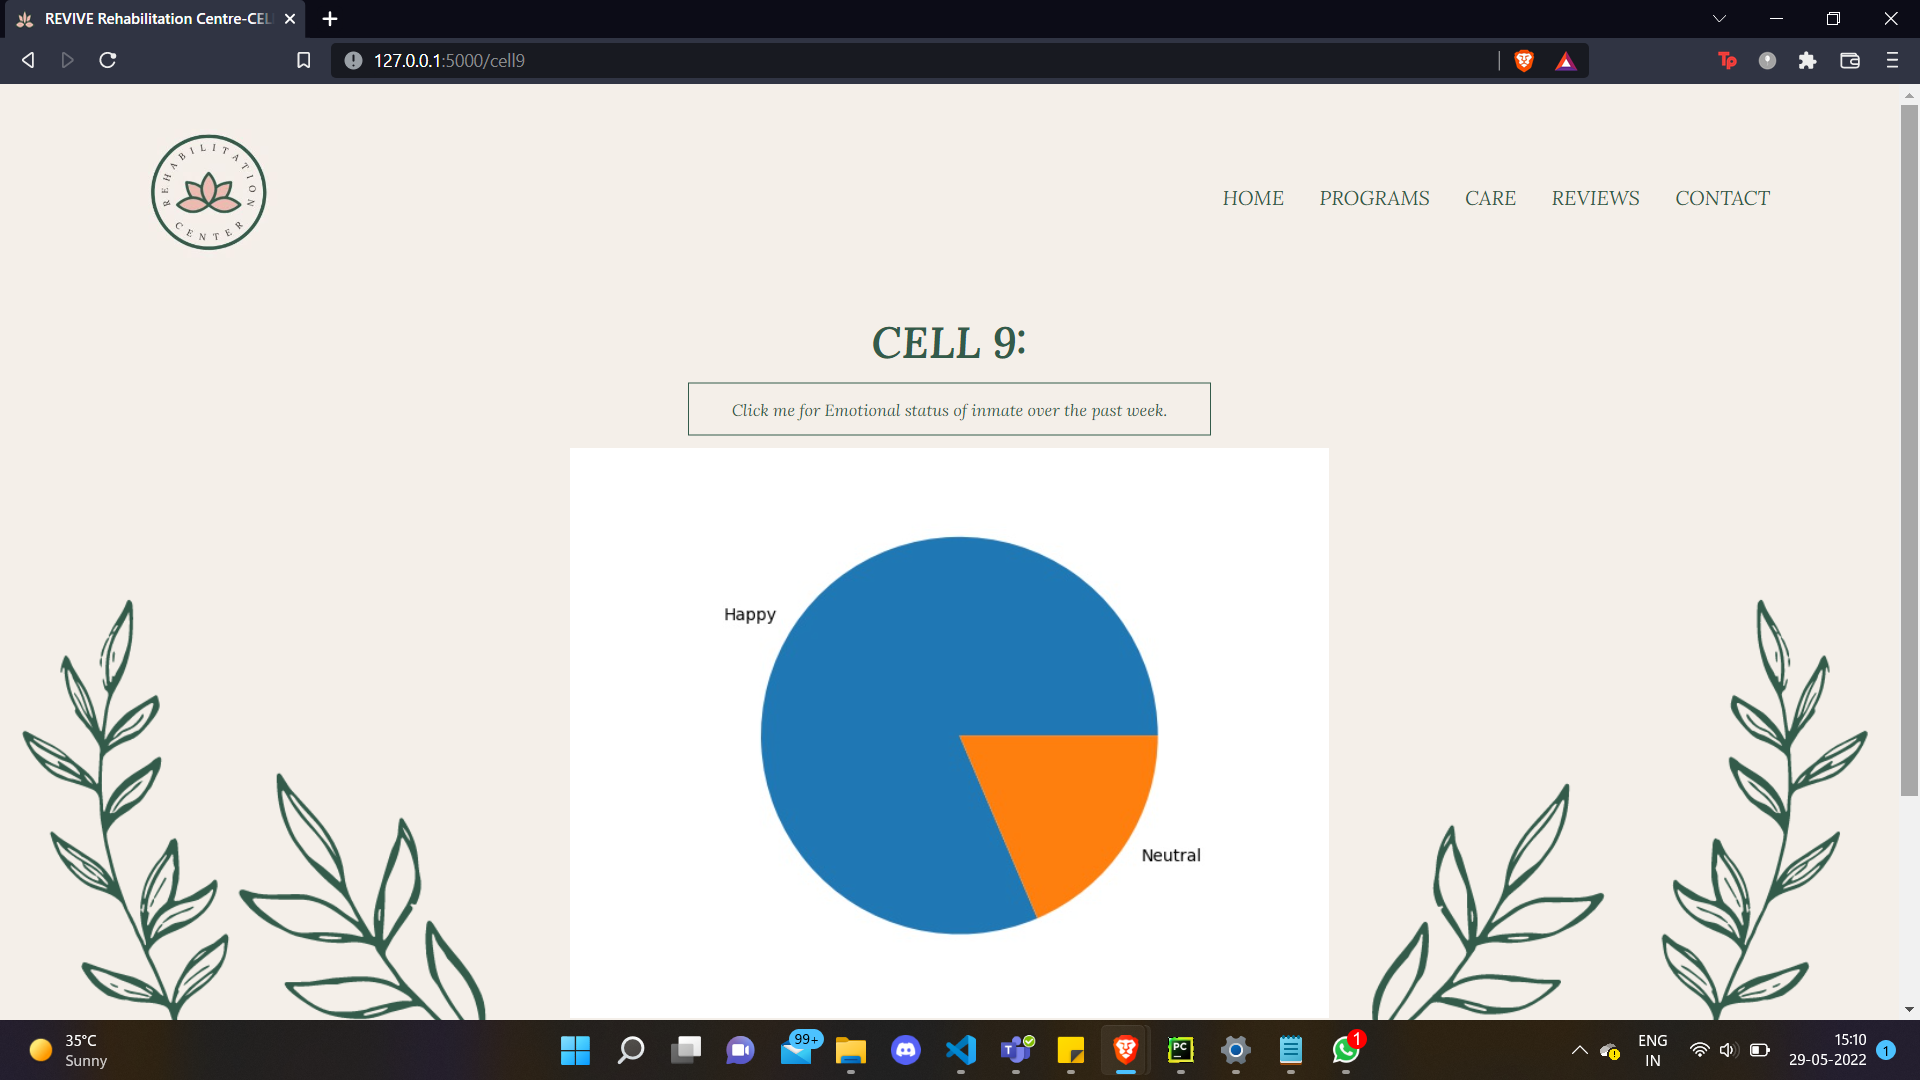 REVIVE Rehabilitation Centre-CEL
127.0.0.1:5000/cell9
Tp
REHABILITATION
CENTER
HOME PROGRAMS CARE REVIEWS CONTACT
CELL 9:
Click me for Emotional status of inmate over the past week.
Happy
Neutral
35°C
Sunny
99+
T
PC
1
ENG
IN
15:10
29-05-2022
1